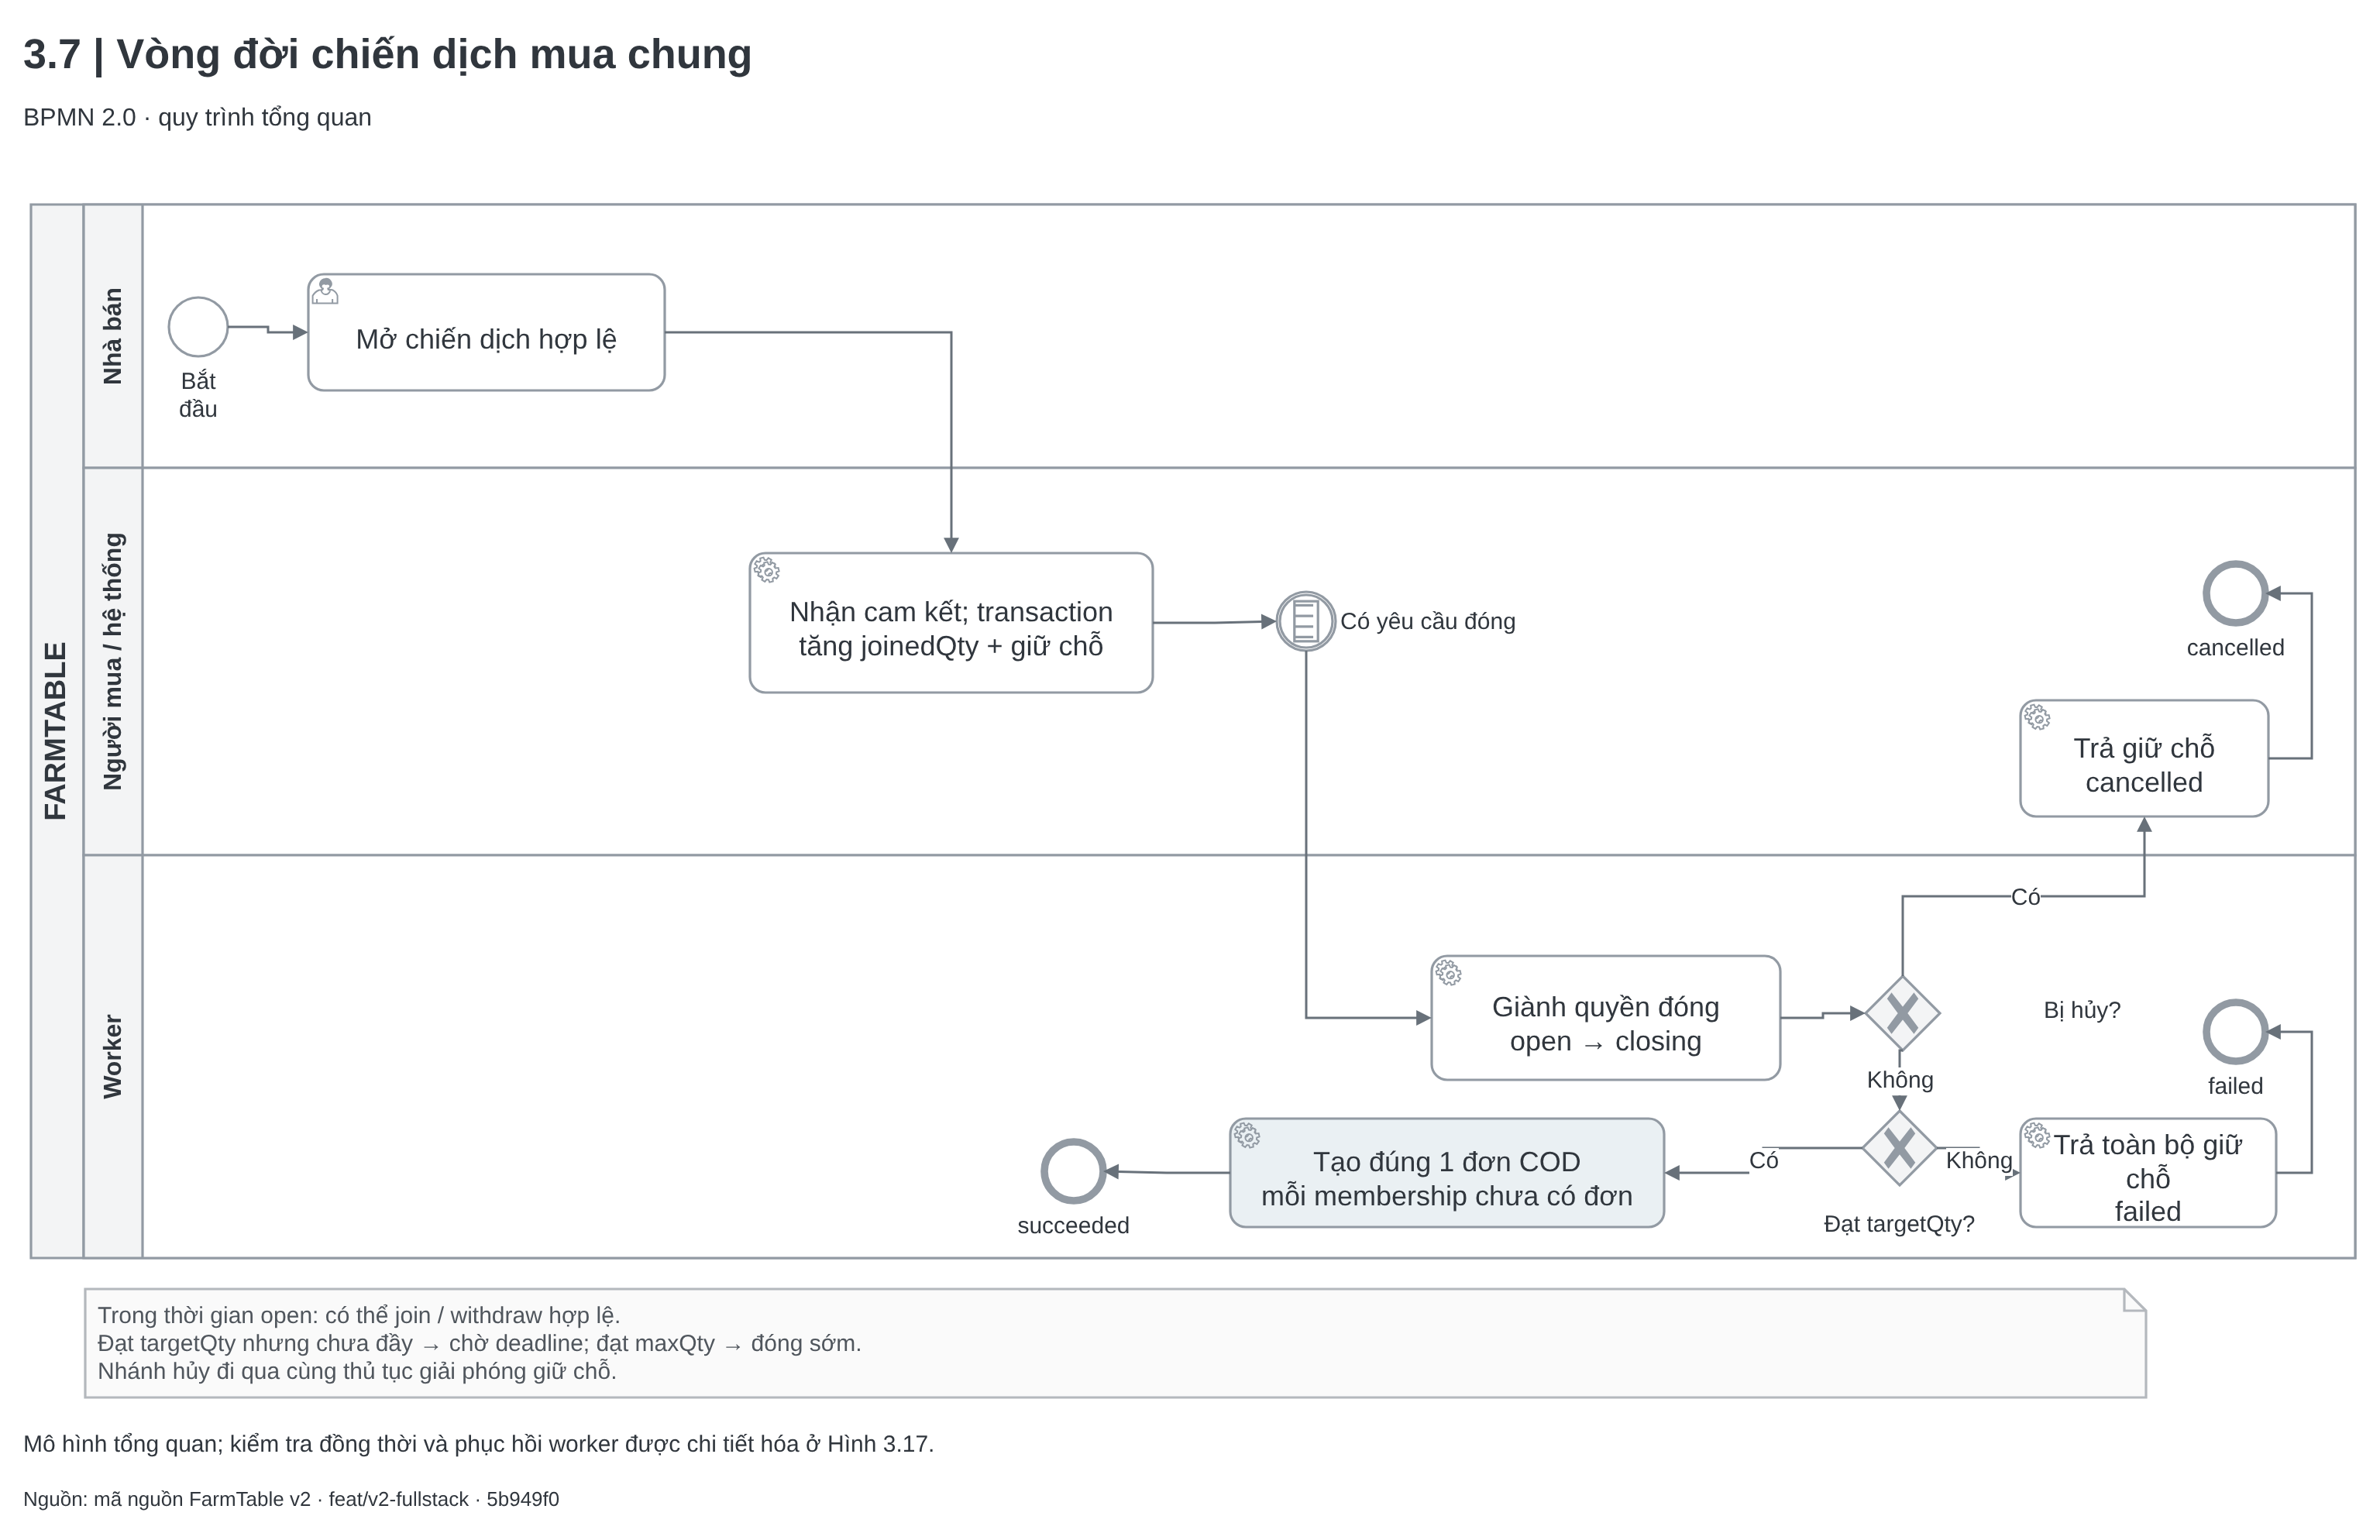 3.7 | Vòng đời chiến dịch mua chung
BPMN 2.0 · quy trình tổng quan
FARMTABLE
Nhà bán
Bắt
đầu
Mở chiến dịch hợp lệ
Người mua / hệ thống
Nhận cam kết; transaction
tăng joinedQty + giữ chỗ
Có yêu cầu đóng
cancelled
Trả giữ chỗ
cancelled
Worker
Có
Giành quyền đóng
open → closing
Bị hủy?
Không
failed
succeeded
Tạo đúng 1 đơn COD
mỗi membership chưa có đơn
Có
Không
Đạt targetQty?
Trả toàn bộ giữ
chỗ
failed
Trong thời gian open: có thể join / withdraw hợp lệ.
Đạt targetQty nhưng chưa đầy → chờ deadline; đạt maxQty → đóng sớm.
Nhánh hủy đi qua cùng thủ tục giải phóng giữ chỗ.
Mô hình tổng quan; kiểm tra đồng thời và phục hồi worker được chi tiết hóa ở Hình 3.17.
Nguồn: mã nguồn FarmTable v2 · feat/v2-fullstack · 5b949f0